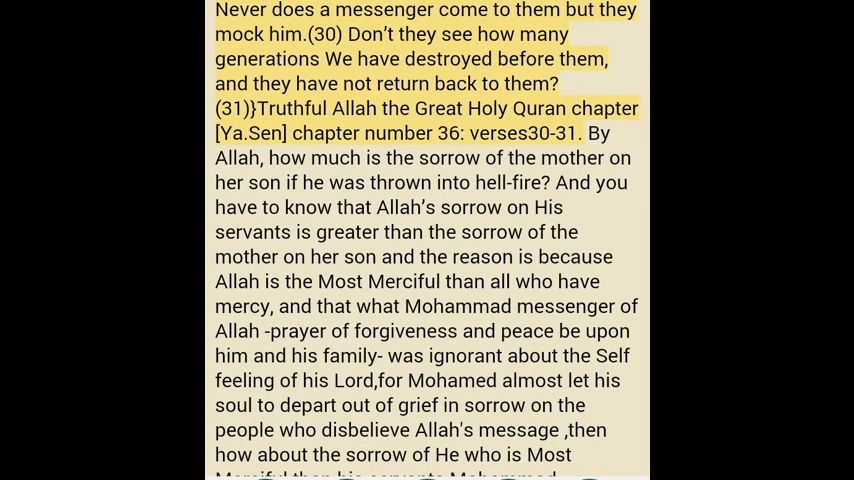 Never does a messenger come to them but they
mock him.(30) Don’t they see how many
generations We have destroyed before them,
and they have not return back to them?
(31)}Truthful Allah the Great Holy Quran chapter
[Ya.Sen] chapter number 36: verses30-31. By
Allah, how much is the sorrow of the mother on
her son if he was thrown into hell-fire? And you
have to know that Allah’s sorrow on His
servants is greater than the sorrow of the
mother on her son and the reason is because
Allah is the Most Merciful than all who have
mercy, and that what Mohammad messenger of
Allah -prayer of forgiveness and peace be upon
him and his family- was ignorant about the Self
feeling of his Lord,for Mohamed almost let his
soul to depart out of grief in sorrow on the
people who disbelieve Allah's message ,then
how about the sorrow of He who is Most
Merciful than his servants Mohammad